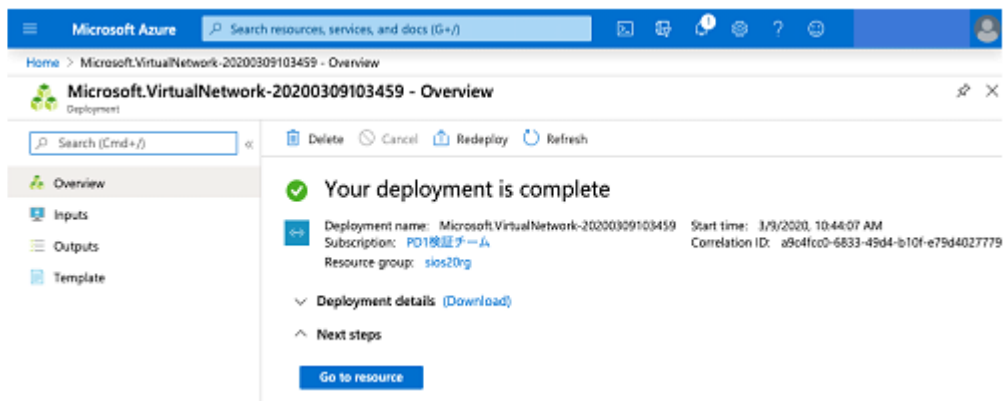 Microsoft Azure
Search resources, services, and docs (G+/)
1
?
Home > Microsoft.VirtualNetwork-20200309103459 - Overview
Microsoft.VirtualNetwork-20200309103459 - Overview
Deployment
Search (Cmd+/)
«
Delete
Cancel
Redeploy
Refresh
Overview
Inputs
Outputs
Template
Your deployment is complete
Deployment name: Microsoft.VirtualNetwork-20200309103459
Subscription: PD1検証チーム
Resource group: sios20rg
Start time: 3/9/2020, 10:44:07 AM
Correlation ID: a9c4fcc0-6833-49d4-b10f-e79d4027779
Deployment details (Download)
Next steps
Go to resource